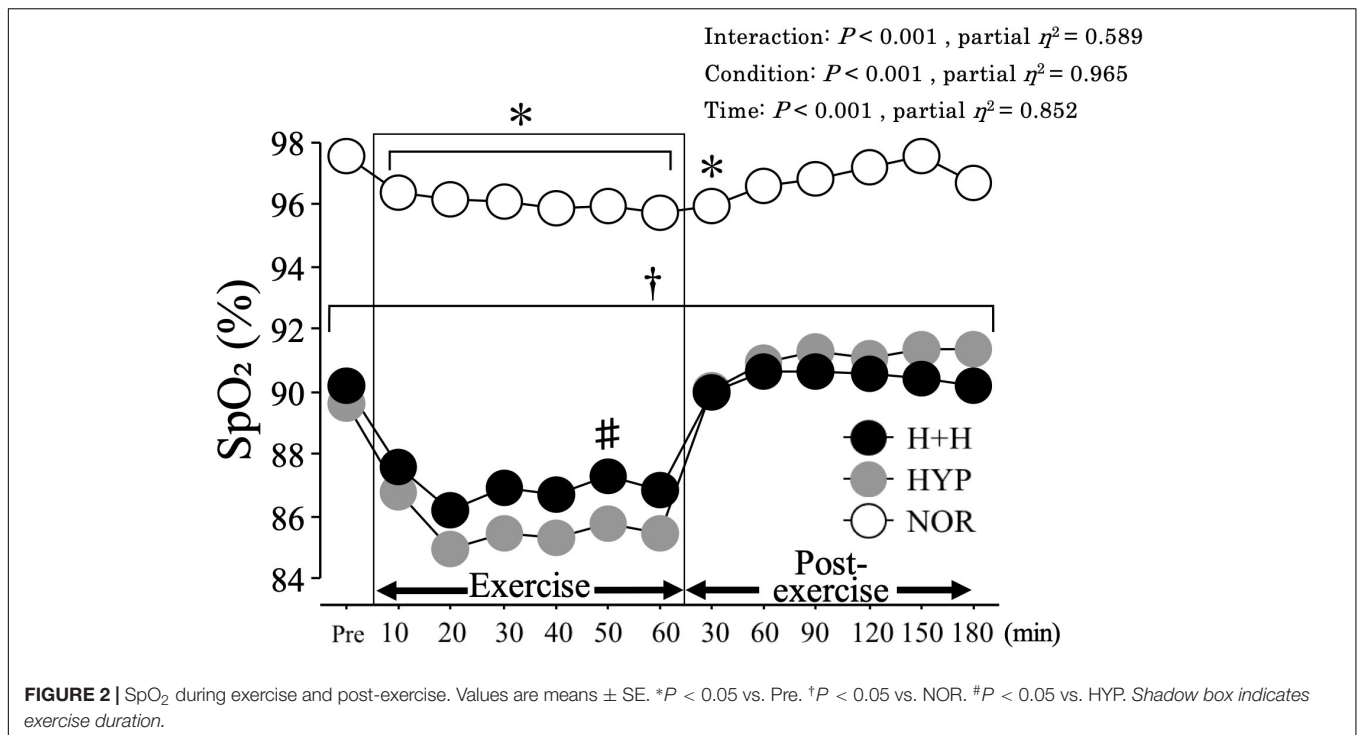 Interaction: P < 0.001 , partial η² = 0.589
Condition: P < 0.001 , partial η² = 0.965
Time: P < 0.001 , partial η² = 0.852
*
98
*
96
94
†
92
SpO₂ (%)
90
#
88
H+H
HYP
86
NOR
84
Exercise
Post-
exercise
Pre 10 20 30 40 50 60 30 60 90 120 150 180 (min)
FIGURE 2 | SpO₂ during exercise and post-exercise. Values are means ± SE. *P < 0.05 vs. Pre. †P < 0.05 vs. NOR. #P < 0.05 vs. HYP. Shadow box indicates
exercise duration.